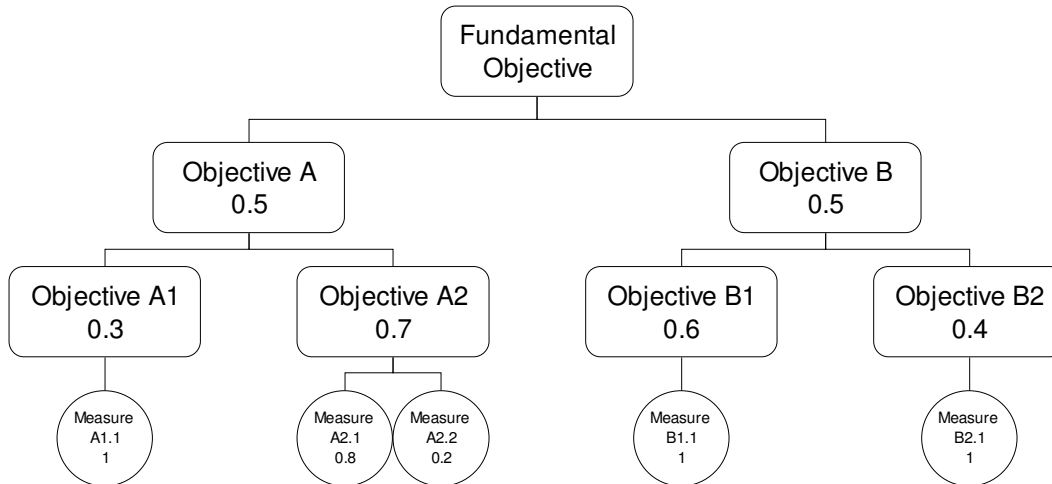 Fundamental
Objective
Objective A
0.5
Objective B
0.5
Objective A1
0.3
Objective A2
0.7
Objective B1
0.6
Objective B2
0.4
Measure
A1.1
1
Measure
A2.1
0.8
Measure
A2.2
0.2
Measure
B1.1
1
Measure
B2.1
1